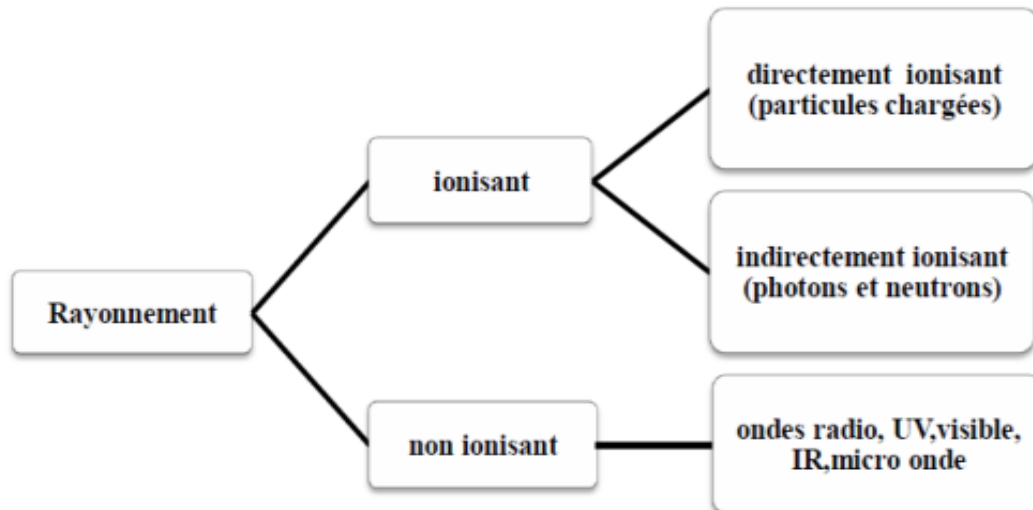 directement ionisant
(particules chargées)
ionisant
indirectement ionisant
(photons et neutrons)
Rayonnement
non ionisant
ondes radio, UV,visible,
IR,micro onde